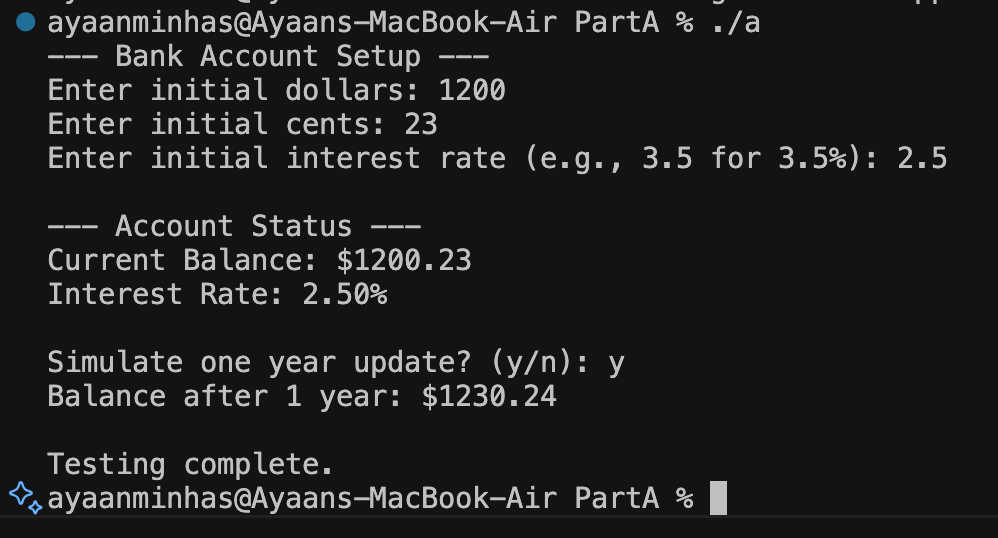 ayaanminhas@Ayaans-MacBook-Air PartA % ./a
--- Bank Account Setup ---
Enter initial dollars: 1200
Enter initial cents: 23
Enter initial interest rate (e.g., 3.5 for 3.5%): 2.5
--- Account Status ---
Current Balance: $1200.23
Interest Rate: 2.50%
Simulate one year update? (y/n): y
Balance after 1 year: $1230.24
Testing complete.
ayaanminhas@Ayaans-MacBook-Air PartA %